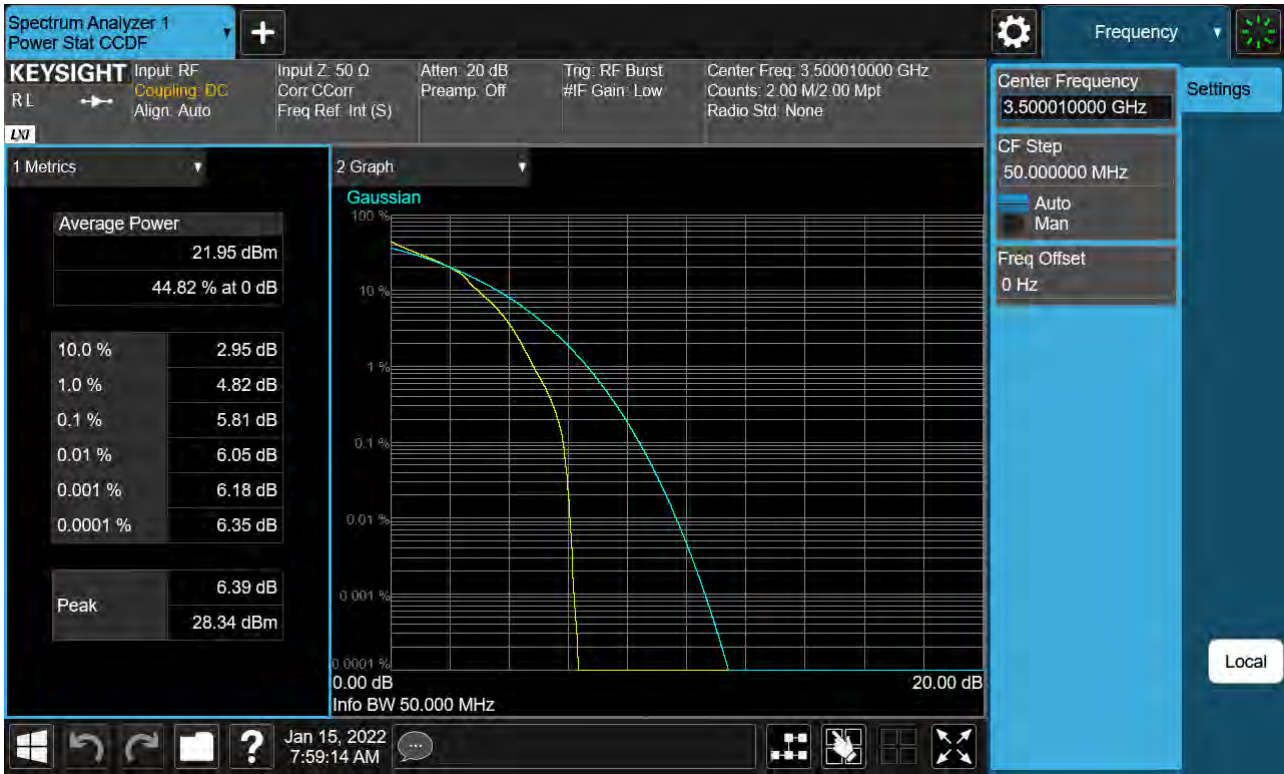 Spectrum Analyzer 1
Power Stat CCDF
Frequency
KEYSIGHT
RL
LXI
Input: RF
Coupling: DC
Align: Auto
Input Z: 50 Ω
Corr CCorr
Freq Ref: Int (S)
Atten: 20 dB
Preamp: Off
Trig: RF Burst
#IF Gain: Low
Center Freq: 3.500010000 GHz
Counts: 2.00 M/2.00 Mpt
Radio Std: None
Center Frequency
3.500010000 GHz
Settings
CF Step
50.000000 MHz
Auto
Man
Freq Offset
0 Hz
1 Metrics
Average Power
21.95 dBm
44.82 % at 0 dB
10.0 % 2.95 dB
1.0 % 4.82 dB
0.1 % 5.81 dB
0.01 % 6.05 dB
0.001 % 6.18 dB
0.0001 % 6.35 dB
Peak
6.39 dB
28.34 dBm
2 Graph
Gaussian
100 %
10 %
1 %
0.1 %
0.01 %
0.001 %
0.0001 %
0.00 dB 20.00 dB
Info BW 50.000 MHz
Local
?
Jan 15, 2022
7:59:14 AM